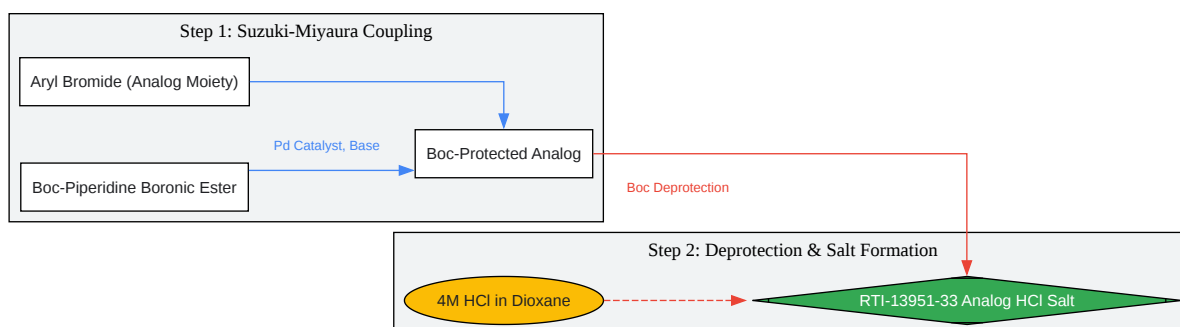 Step 1: Suzuki-Miyaura Coupling
Aryl Bromide (Analog Moiety)
Pd Catalyst, Base
Boc-Protected Analog
Boc-Piperidine Boronic Ester
Boc Deprotection
Step 2: Deprotection & Salt Formation
4M HCl in Dioxane
RTI-13951-33 Analog HCl Salt